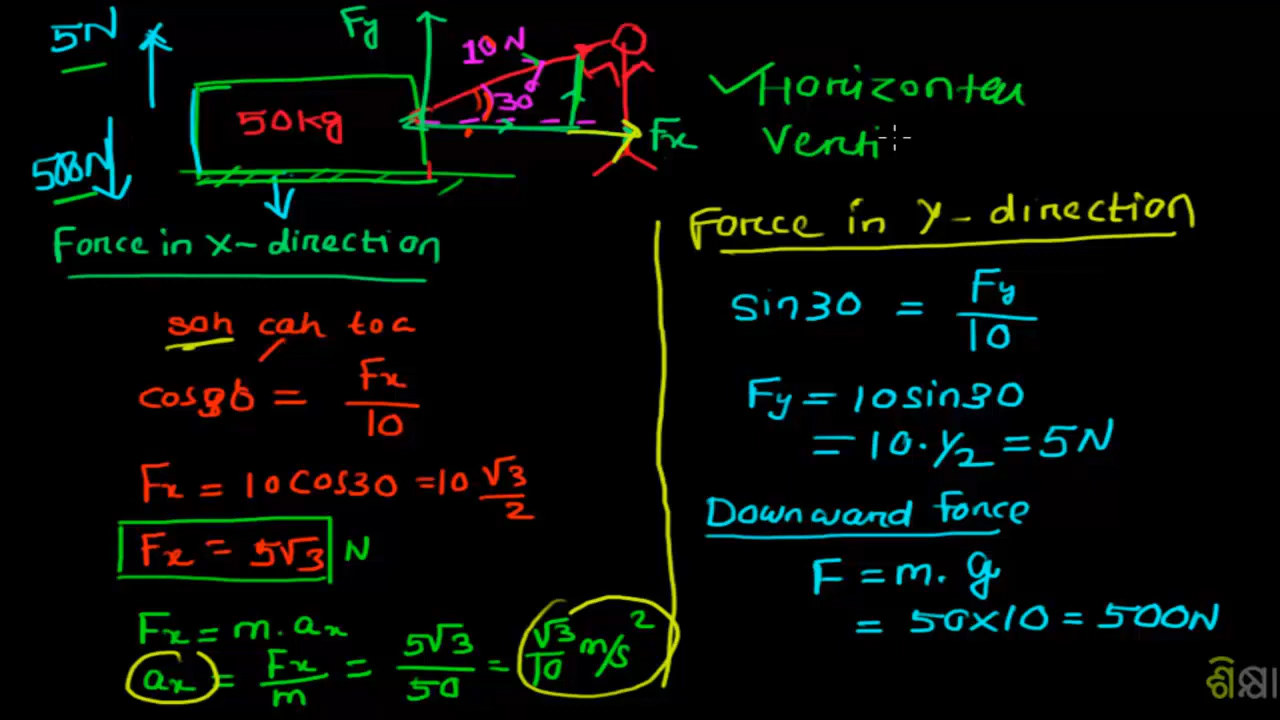 5N
Fy
10N
30°
50kg
500N
Fx
Horizontal
Verti
Force in x-direction
soh cah toa
cos30 = Fx/10
Fx = 10cos30 = 10 √3/2
Fx = 5√3 N
Fx = m.ax
ax = Fx/m = 5√3/50 = √3/10 m/s²
Force in y-direction
sin30 = Fy/10
Fy = 10sin30
= 10.1/2 = 5N
Downward force
F = m.g
= 50x10 = 500N
ଶିକ୍ଷା